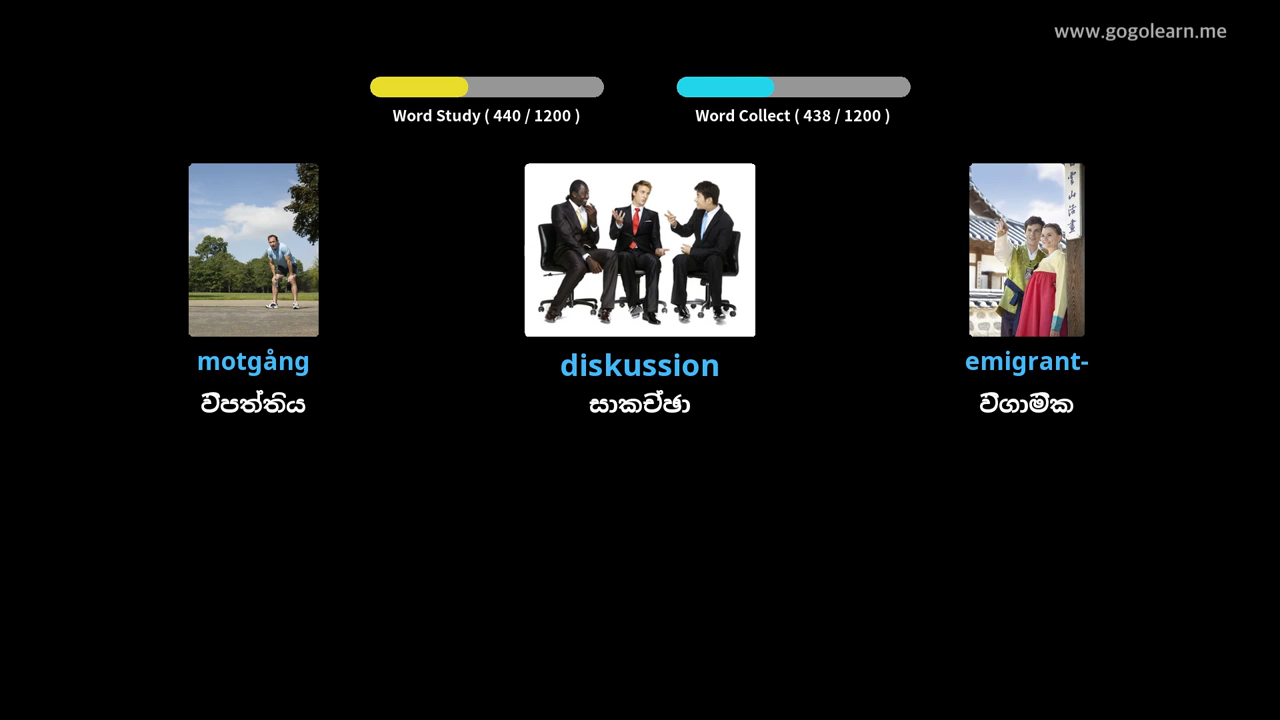 www.gogolearn.me
Word Study ( 440 / 1200 )
Word Collect ( 438 / 1200 )
motgång
diskussion
emigrant-
විපත්තිය
සාකච්ඡා
විගාමික